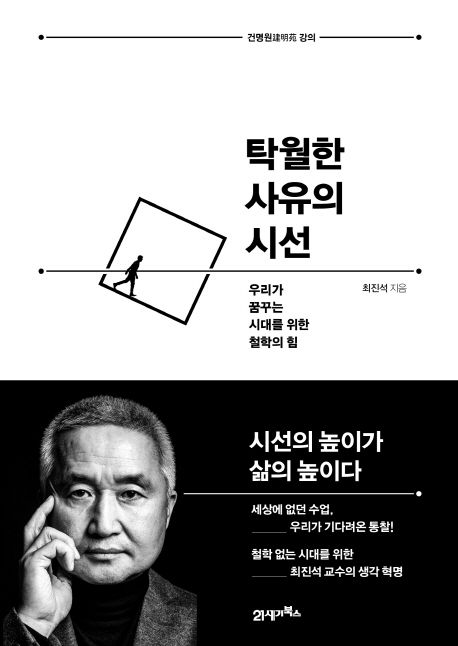 건명원建明苑 강의
탁월한
사유의
시선
우리가
꿈꾸는
시대를 위한
철학의 힘
최진석 지음
시선의 높이가
삶의 높이다
세상에 없던 수업,
우리가 기다려온 통찰!
철학 없는 시대를 위한
최진석 교수의 생각 혁명
21세기북스